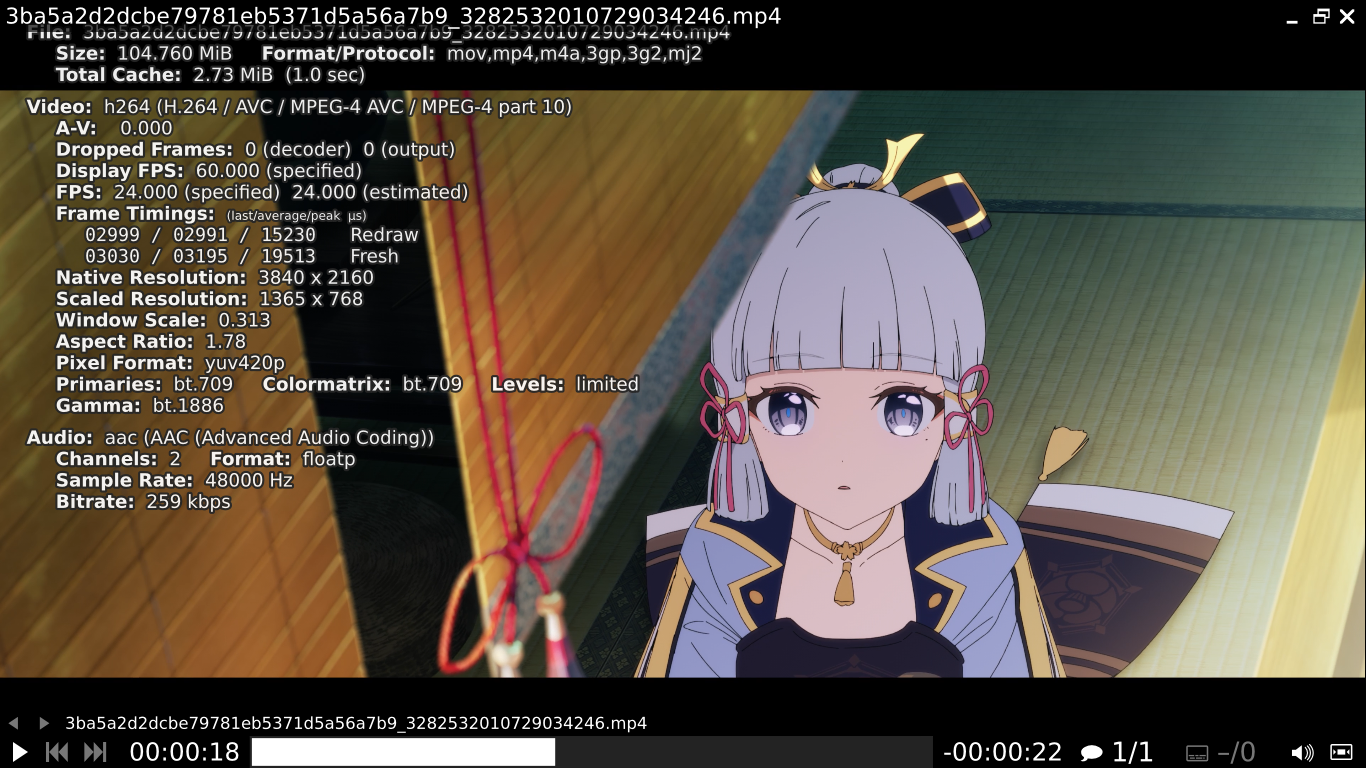 3ba5a2d2dcbe79781eb5371d5a56a7b9_3282532010729034246.mp4
File: 3ba5a2d2dcbe79781eb5371d5a56a7b9_3282532010729034246.mp4
Size: 104.760 MiB Format/Protocol: mov,mp4,m4a,3gp,3g2,mj2
Total Cache: 2.73 MiB (1.0 sec)
Video: h264 (H.264 / AVC / MPEG-4 AVC / MPEG-4 part 10)
A-V: 0.000
Dropped Frames: 0 (decoder) 0 (output)
Display FPS: 60.000 (specified)
FPS: 24.000 (specified) 24.000 (estimated)
Frame Timings: (last/average/peak μs)
02999 / 02991 / 15230 Redraw
03030 / 03195 / 19513 Fresh
Native Resolution: 3840 x 2160
Scaled Resolution: 1365 x 768
Window Scale: 0.313
Aspect Ratio: 1.78
Pixel Format: yuv420p
Primaries: bt.709 Colormatrix: bt.709 Levels: limited
Gamma: bt.1886
Audio: aac (AAC (Advanced Audio Coding))
Channels: 2 Format: floatp
Sample Rate: 48000 Hz
Bitrate: 259 kbps
3ba5a2d2dcbe79781eb5371d5a56a7b9_3282532010729034246.mp4
00:00:18 -00:00:22 1/1 –/0